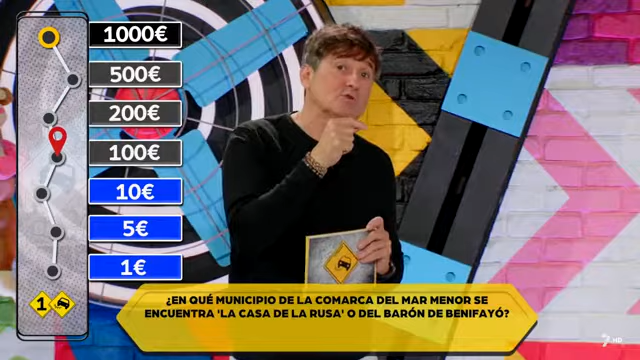 1000€
500€
200€
100€
10€
5€
1€
1
¿EN QUÉ MUNICIPIO DE LA COMARCA DEL MAR MENOR SE
ENCUENTRA 'LA CASA DE LA RUSA' O DEL BARÓN DE BENIFAYÓ?
7 HD